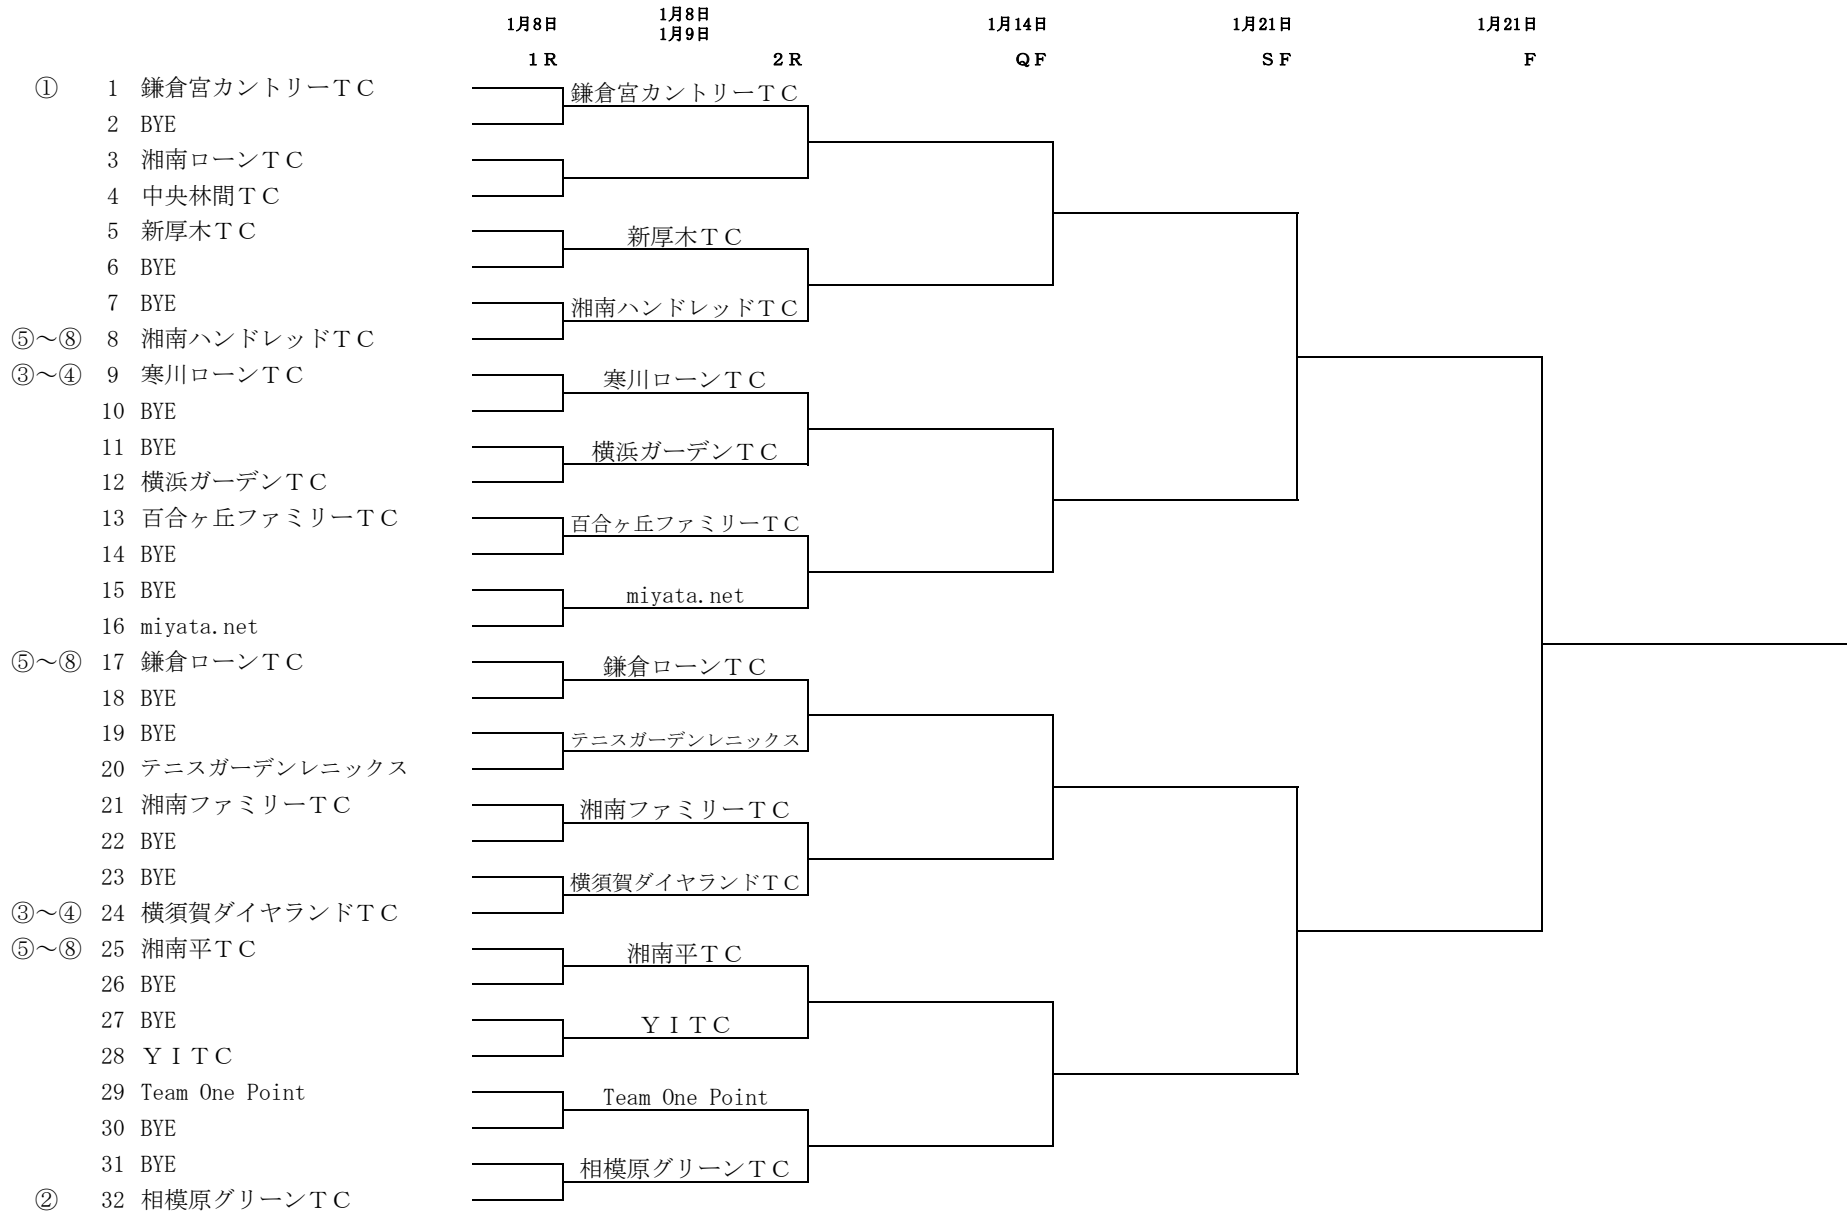 1月8日
1月8日
1月9日
1月14日
1月21日
1月21日
１Ｒ
２Ｒ
ＱＦ
ＳＦ
Ｆ
① 1 鎌倉宮カントリーＴＣ
鎌倉宮カントリーＴＣ
2 BYE
3 湘南ローンＴＣ
4 中央林間ＴＣ
5 新厚木ＴＣ
新厚木ＴＣ
6 BYE
7 BYE
湘南ハンドレッドＴＣ
⑤～⑧ 8 湘南ハンドレッドＴＣ
③～④ 9 寒川ローンＴＣ
寒川ローンＴＣ
10 BYE
11 BYE
横浜ガーデンＴＣ
12 横浜ガーデンＴＣ
13 百合ヶ丘ファミリーＴＣ
百合ヶ丘ファミリーＴＣ
14 BYE
15 BYE
miyata.net
16 miyata.net
⑤～⑧ 17 鎌倉ローンＴＣ
鎌倉ローンＴＣ
18 BYE
19 BYE
テニスガーデンレニックス
20 テニスガーデンレニックス
21 湘南ファミリーＴＣ
湘南ファミリーＴＣ
22 BYE
23 BYE
横須賀ダイヤランドＴＣ
③～④ 24 横須賀ダイヤランドＴＣ
⑤～⑧ 25 湘南平ＴＣ
湘南平ＴＣ
26 BYE
27 BYE
ＹＩＴＣ
28 ＹＩＴＣ
29 Team One Point
Team One Point
30 BYE
31 BYE
相模原グリーンＴＣ
② 32 相模原グリーンＴＣ